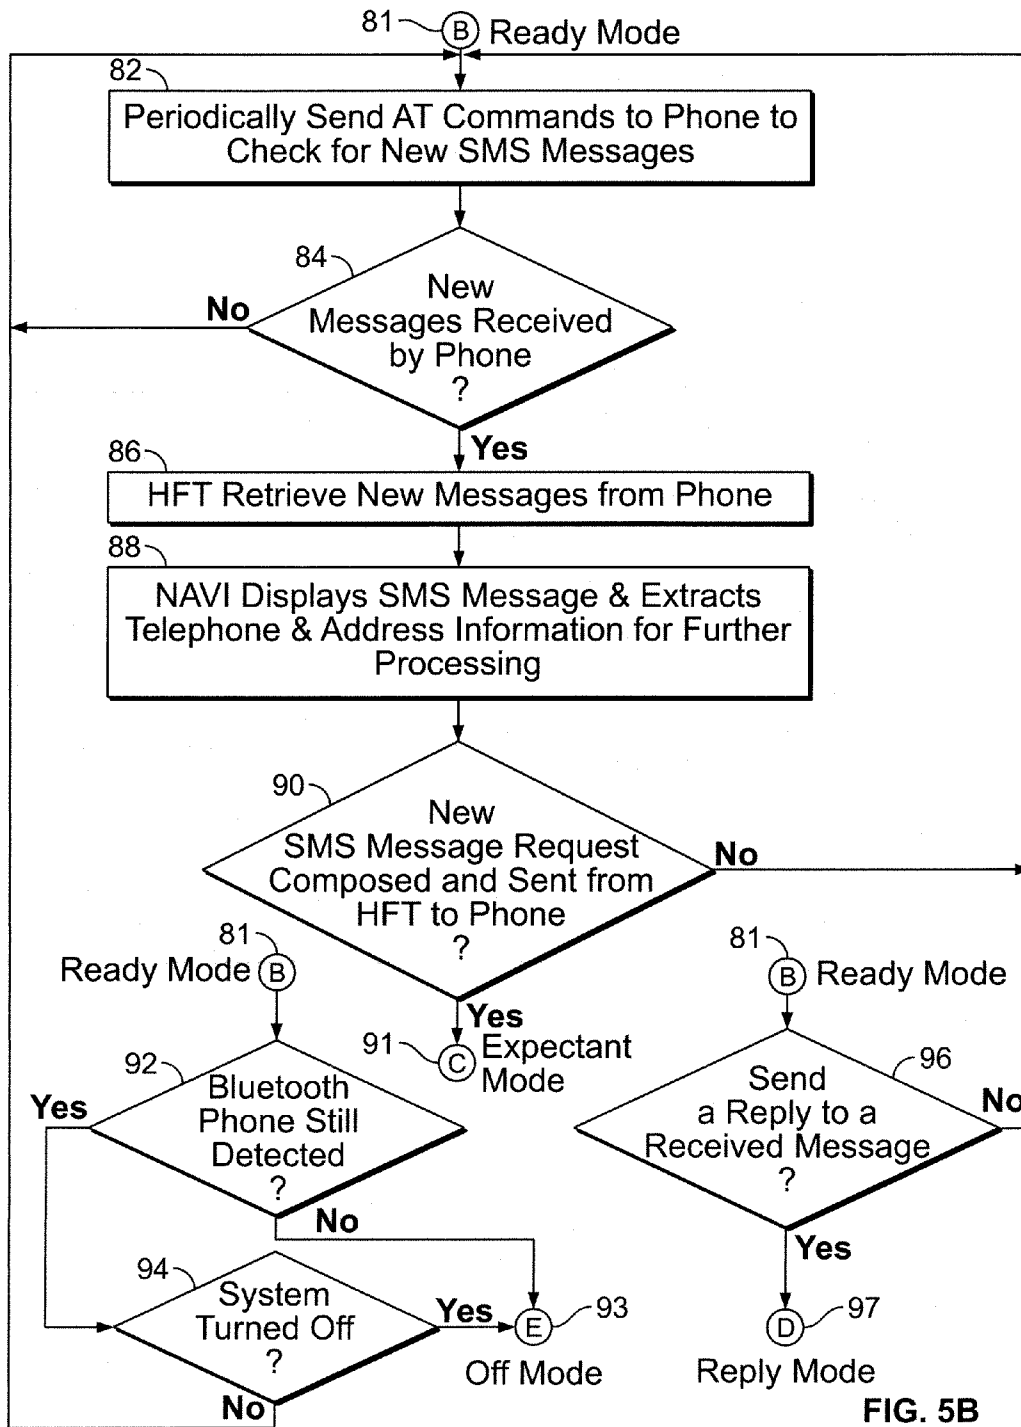 81 B Ready Mode
82
Periodically Send AT Commands to Phone to
Check for New SMS Messages
84
No
New
Messages Received
by Phone
?
Yes
86
HFT Retrieve New Messages from Phone
88
NAVI Displays SMS Message & Extracts
Telephone & Address Information for Further
Processing
90
New
SMS Message Request
Composed and Sent from
HFT to Phone
?
No
Yes
91 C Expectant
Mode
81
Ready Mode B
92
Yes
Bluetooth
Phone Still
Detected
?
No
94
System
Turned Off
?
Yes
No
E 93
Off Mode
81
B Ready Mode
96
Send
a Reply to a
Received Message
?
No
Yes
D 97
Reply Mode
FIG. 5B